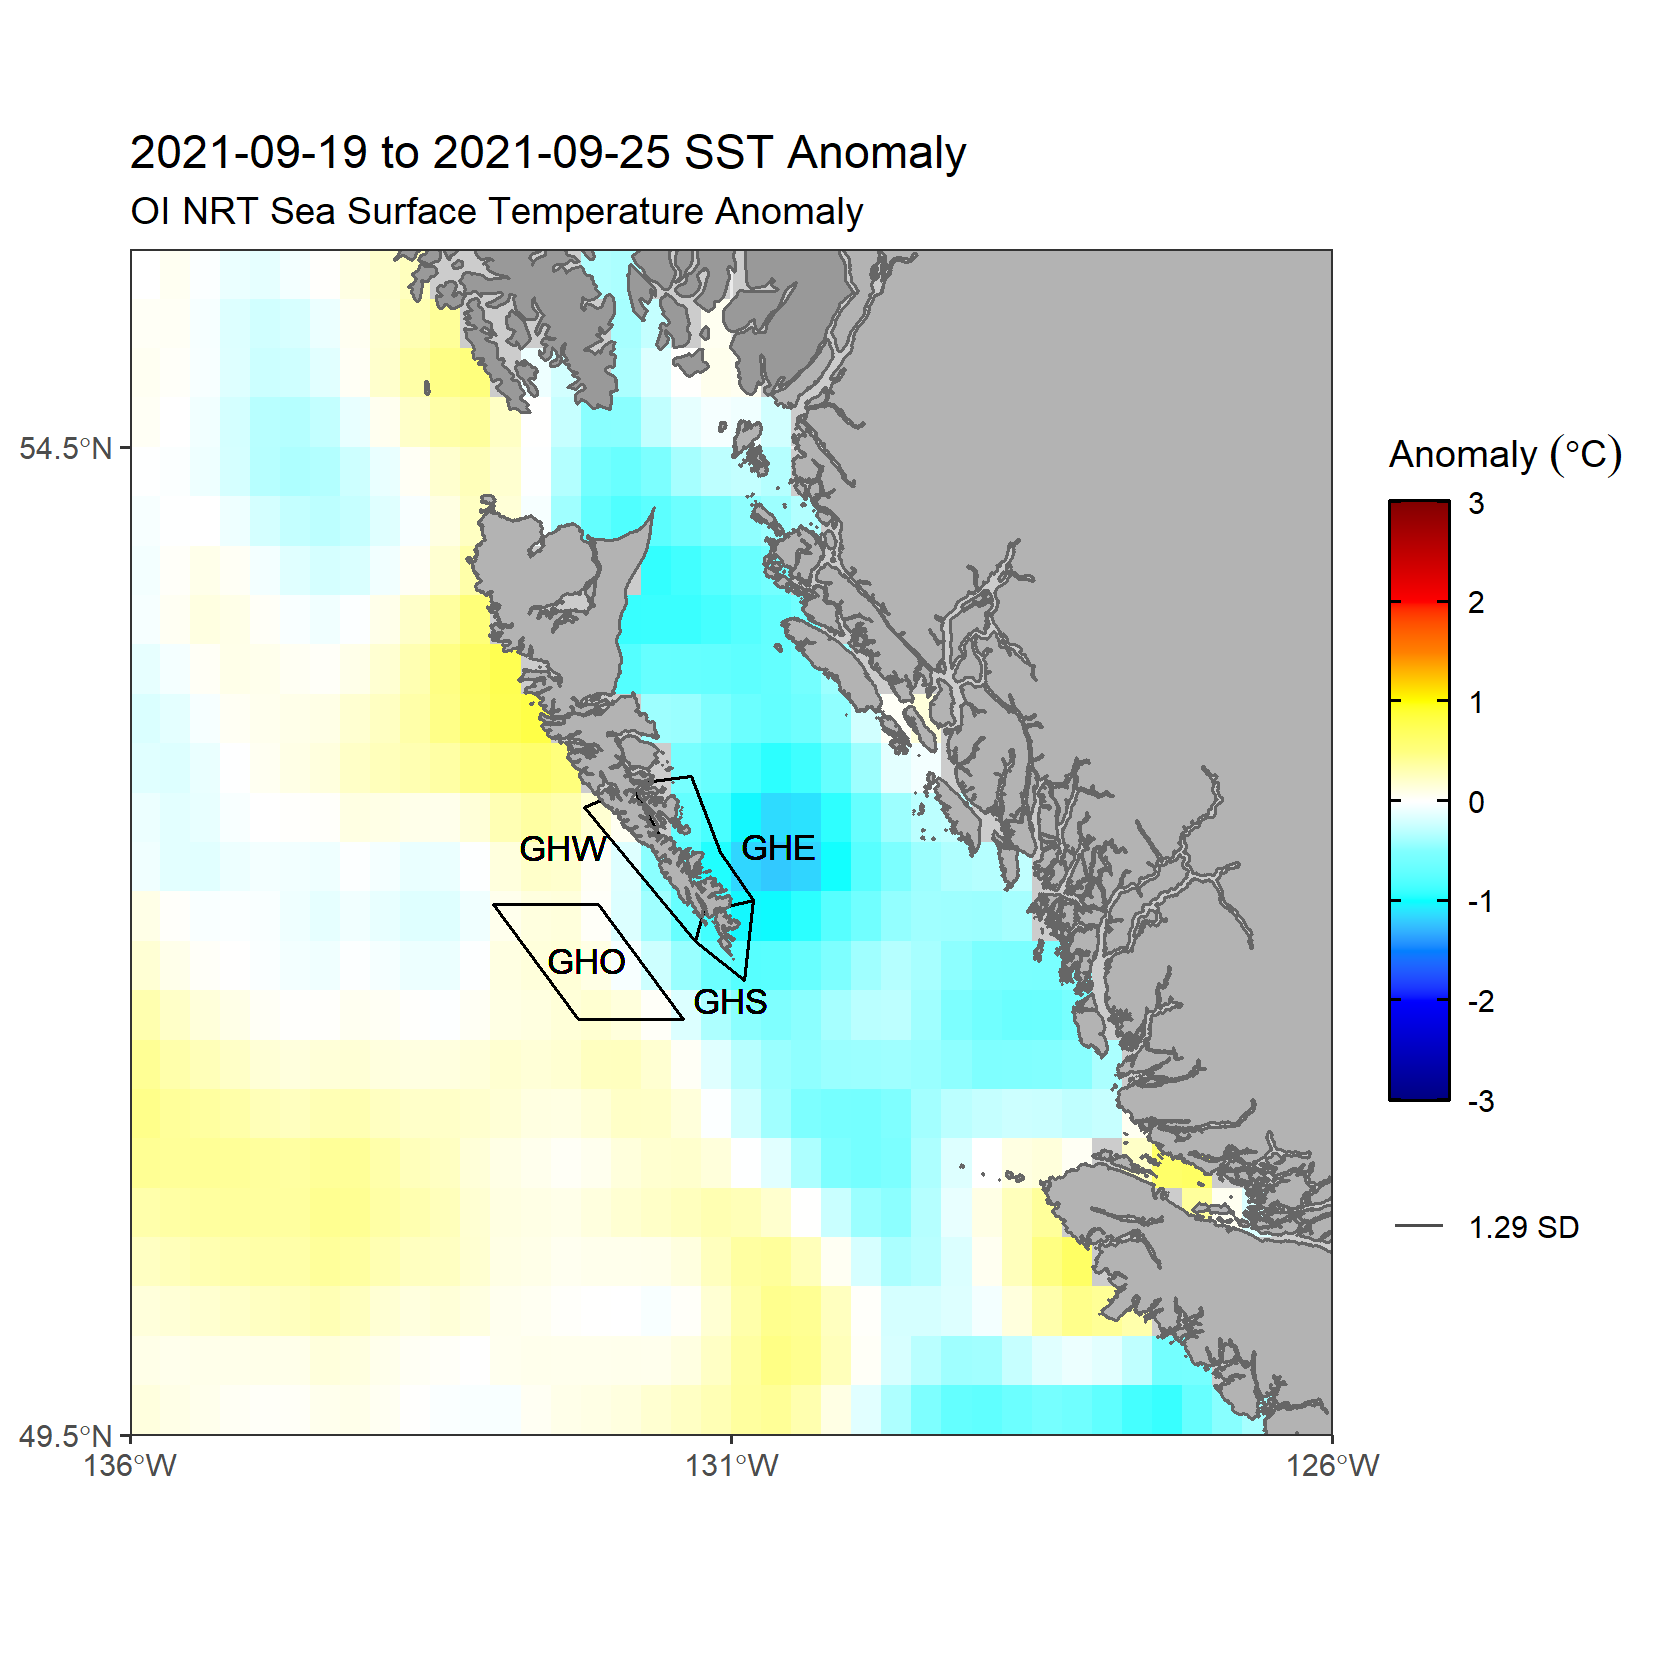 2021-09-19 to 2021-09-25 SST Anomaly
OI NRT Sea Surface Temperature Anomaly
54.5°N
49.5°N
136°W
131°W
126°W
GHW
GHE
GHO
GHS
Anomaly (°C)
3
2
1
0
-1
-2
-3
1.29 SD